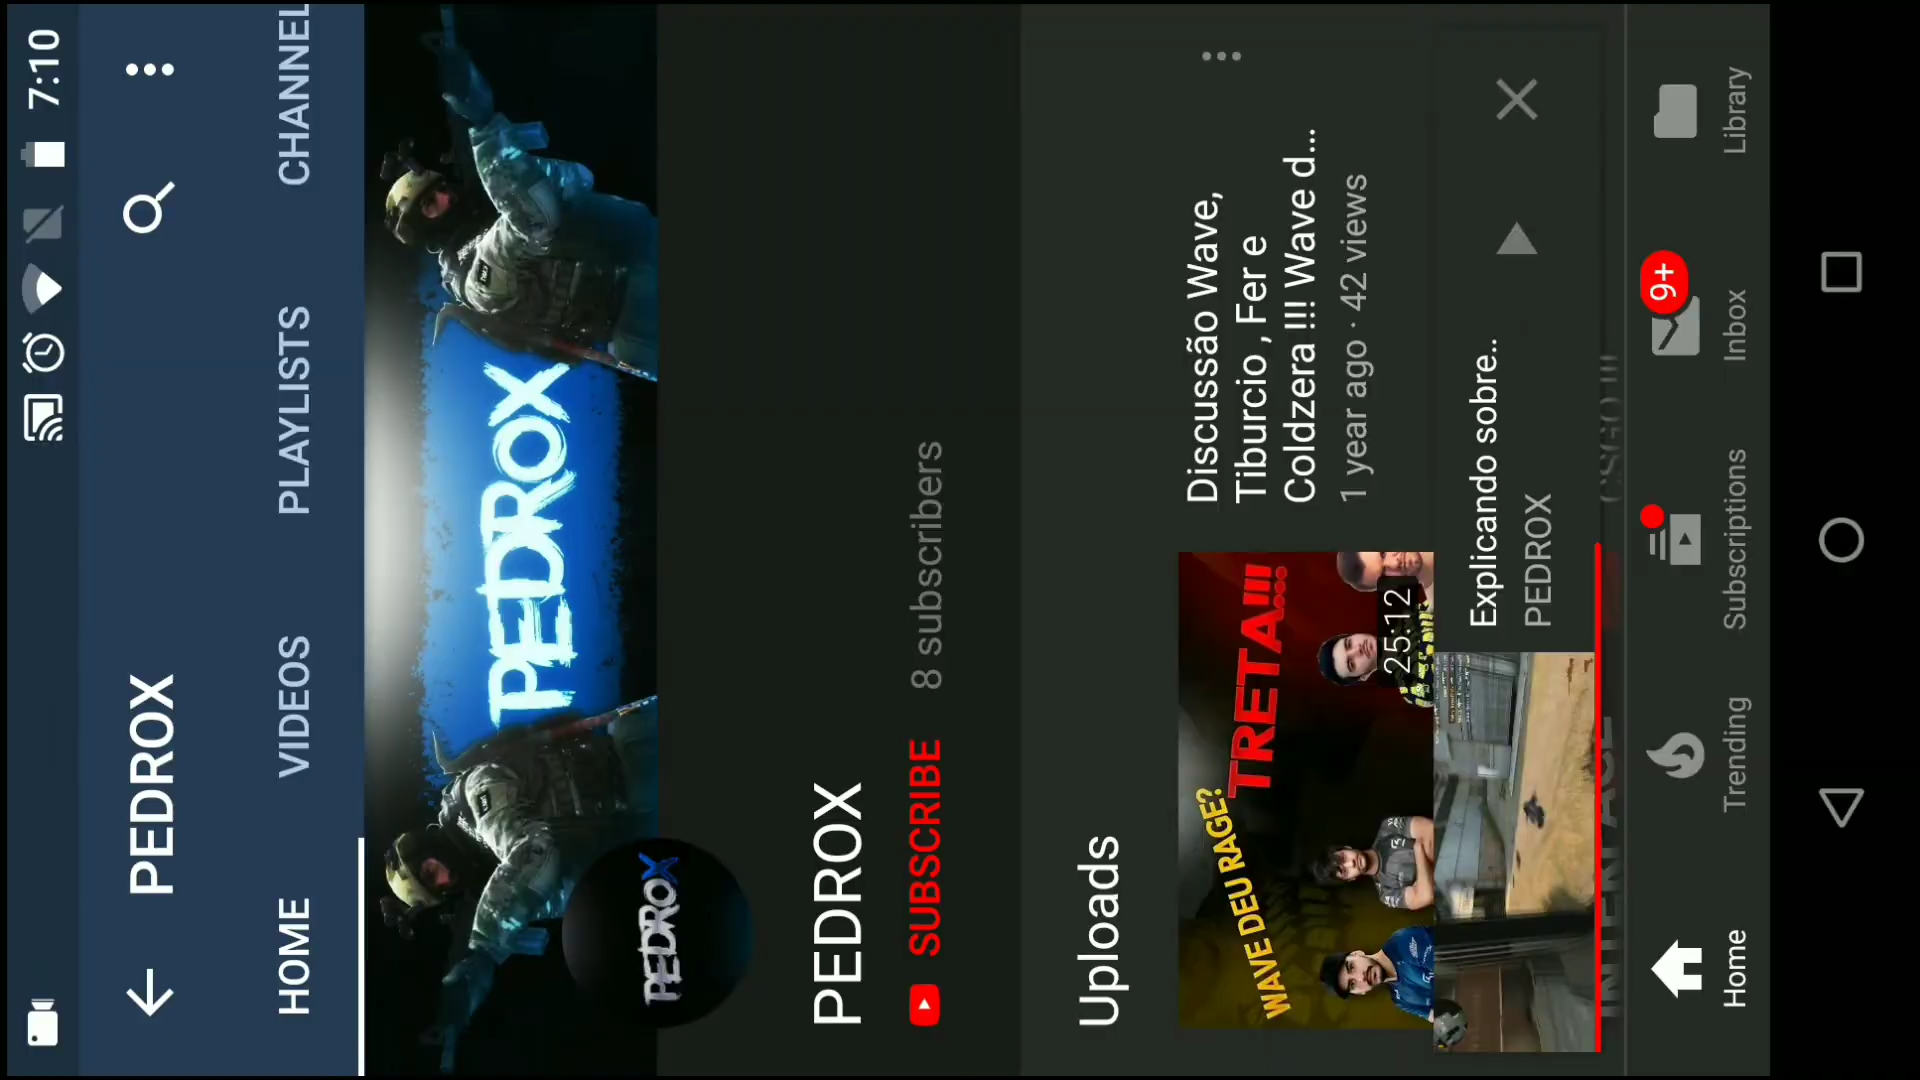 7:10
PEDROX
HOME
VIDEOS
PLAYLISTS
CHANNEL
PEDROX
PEDROX
PEDROX
SUBSCRIBE
8 subscribers
Uploads
WAVE DEU RAGE?
TRETA!!!
25:12
Discussão Wave,
Tiburcio , Fer e
Coldzera !!! Wave d...
1 year ago · 42 views
Explicando sobre..
PEDROX
CSGO !!!
Home
Trending
Subscriptions
9+
Inbox
Library